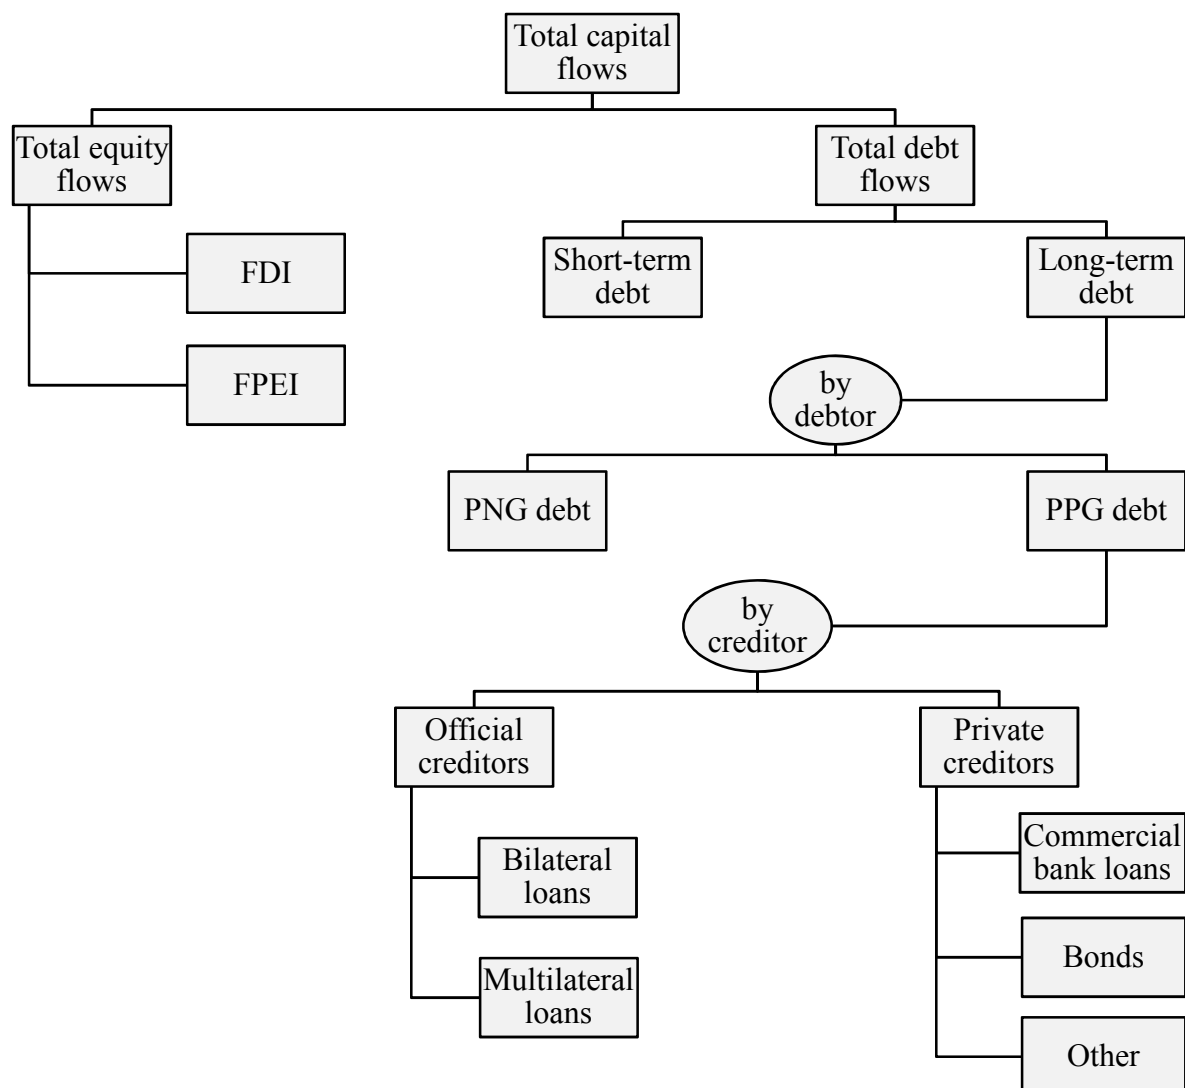 Total capital
flows
Total equity
flows
Total debt
flows
FDI
FPEI
Short-term
debt
Long-term
debt
by
debtor
PNG debt
PPG debt
by
creditor
Official
creditors
Private
creditors
Bilateral
loans
Multilateral
loans
Commercial
bank loans
Bonds
Other